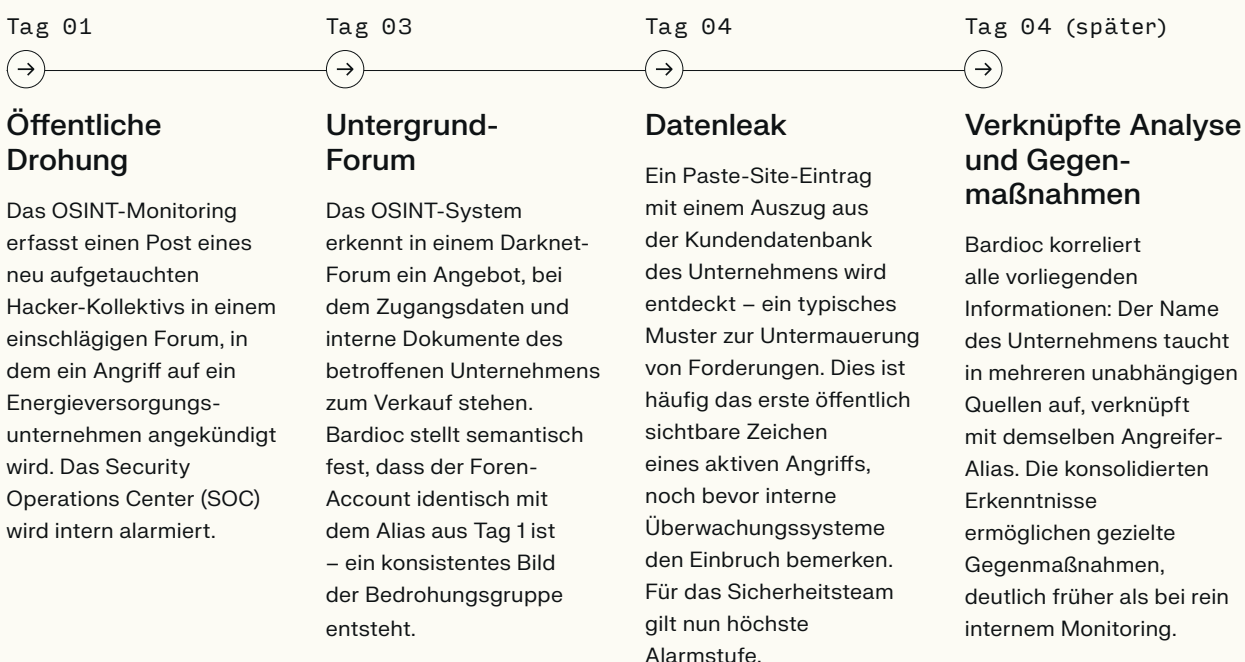 Tag 01
Öffentliche
Drohung
Das OSINT-Monitoring
erfasst einen Post eines
neu aufgetauchten
Hacker-Kollektivs in einem
einschlägigen Forum, in
dem ein Angriff auf ein
Energieversorgungs-
unternehmen angekündigt
wird. Das Security
Operations Center (SOC)
wird intern alarmiert.
Tag 03
Untergrund-
Forum
Das OSINT-System
erkennt in einem Darknet-
Forum ein Angebot, bei
dem Zugangsdaten und
interne Dokumente des
betroffenen Unternehmens
zum Verkauf stehen.
Bardioc stellt semantisch
fest, dass der Foren-
Account identisch mit
dem Alias aus Tag 1 ist
– ein konsistentes Bild
der Bedrohungsgruppe
entsteht.
Tag 04
Datenleak
Ein Paste-Site-Eintrag
mit einem Auszug aus
der Kundendatenbank
des Unternehmens wird
entdeckt – ein typisches
Muster zur Untermauerung
von Forderungen. Dies ist
häufig das erste öffentlich
sichtbare Zeichen
eines aktiven Angriffs,
noch bevor interne
Überwachungssysteme
den Einbruch bemerken.
Für das Sicherheitsteam
gilt nun höchste
Alarmstufe.
Tag 04 (später)
Verknüpfte Analyse
und Gegen-
maßnahmen
Bardioc korreliert
alle vorliegenden
Informationen: Der Name
des Unternehmens taucht
in mehreren unabhängigen
Quellen auf, verknüpft
mit demselben Angreifer-
Alias. Die konsolidierten
Erkenntnisse
ermöglichen gezielte
Gegenmaßnahmen,
deutlich früher als bei rein
internem Monitoring.